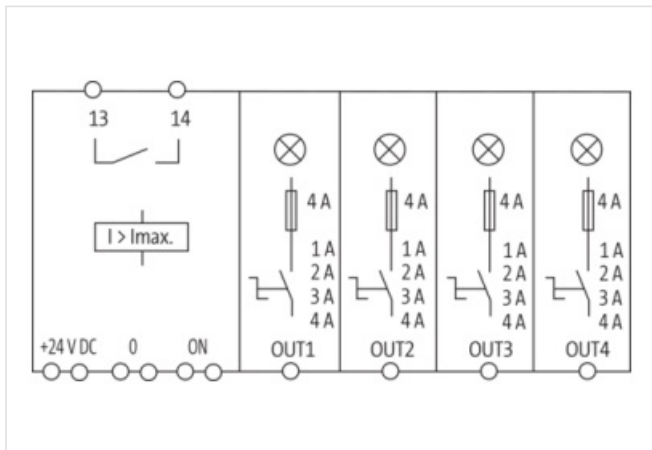 13 14
I > Imax.
+24 V DC 0 ON
4 A
1 A
2 A
3 A
4 A
OUT1
4 A
1 A
2 A
3 A
4 A
OUT2
4 A
1 A
2 A
3 A
4 A
OUT3
4 A
1 A
2 A
3 A
4 A
OUT4